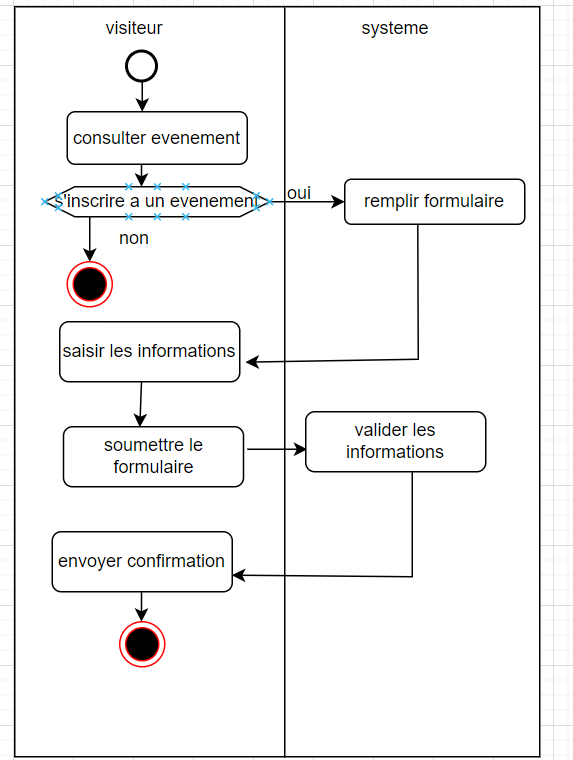 visiteur
systeme
consulter evenement
s'inscrire a un evenement
oui
remplir formulaire
non
saisir les informations
soumettre le
formulaire
valider les
informations
envoyer confirmation